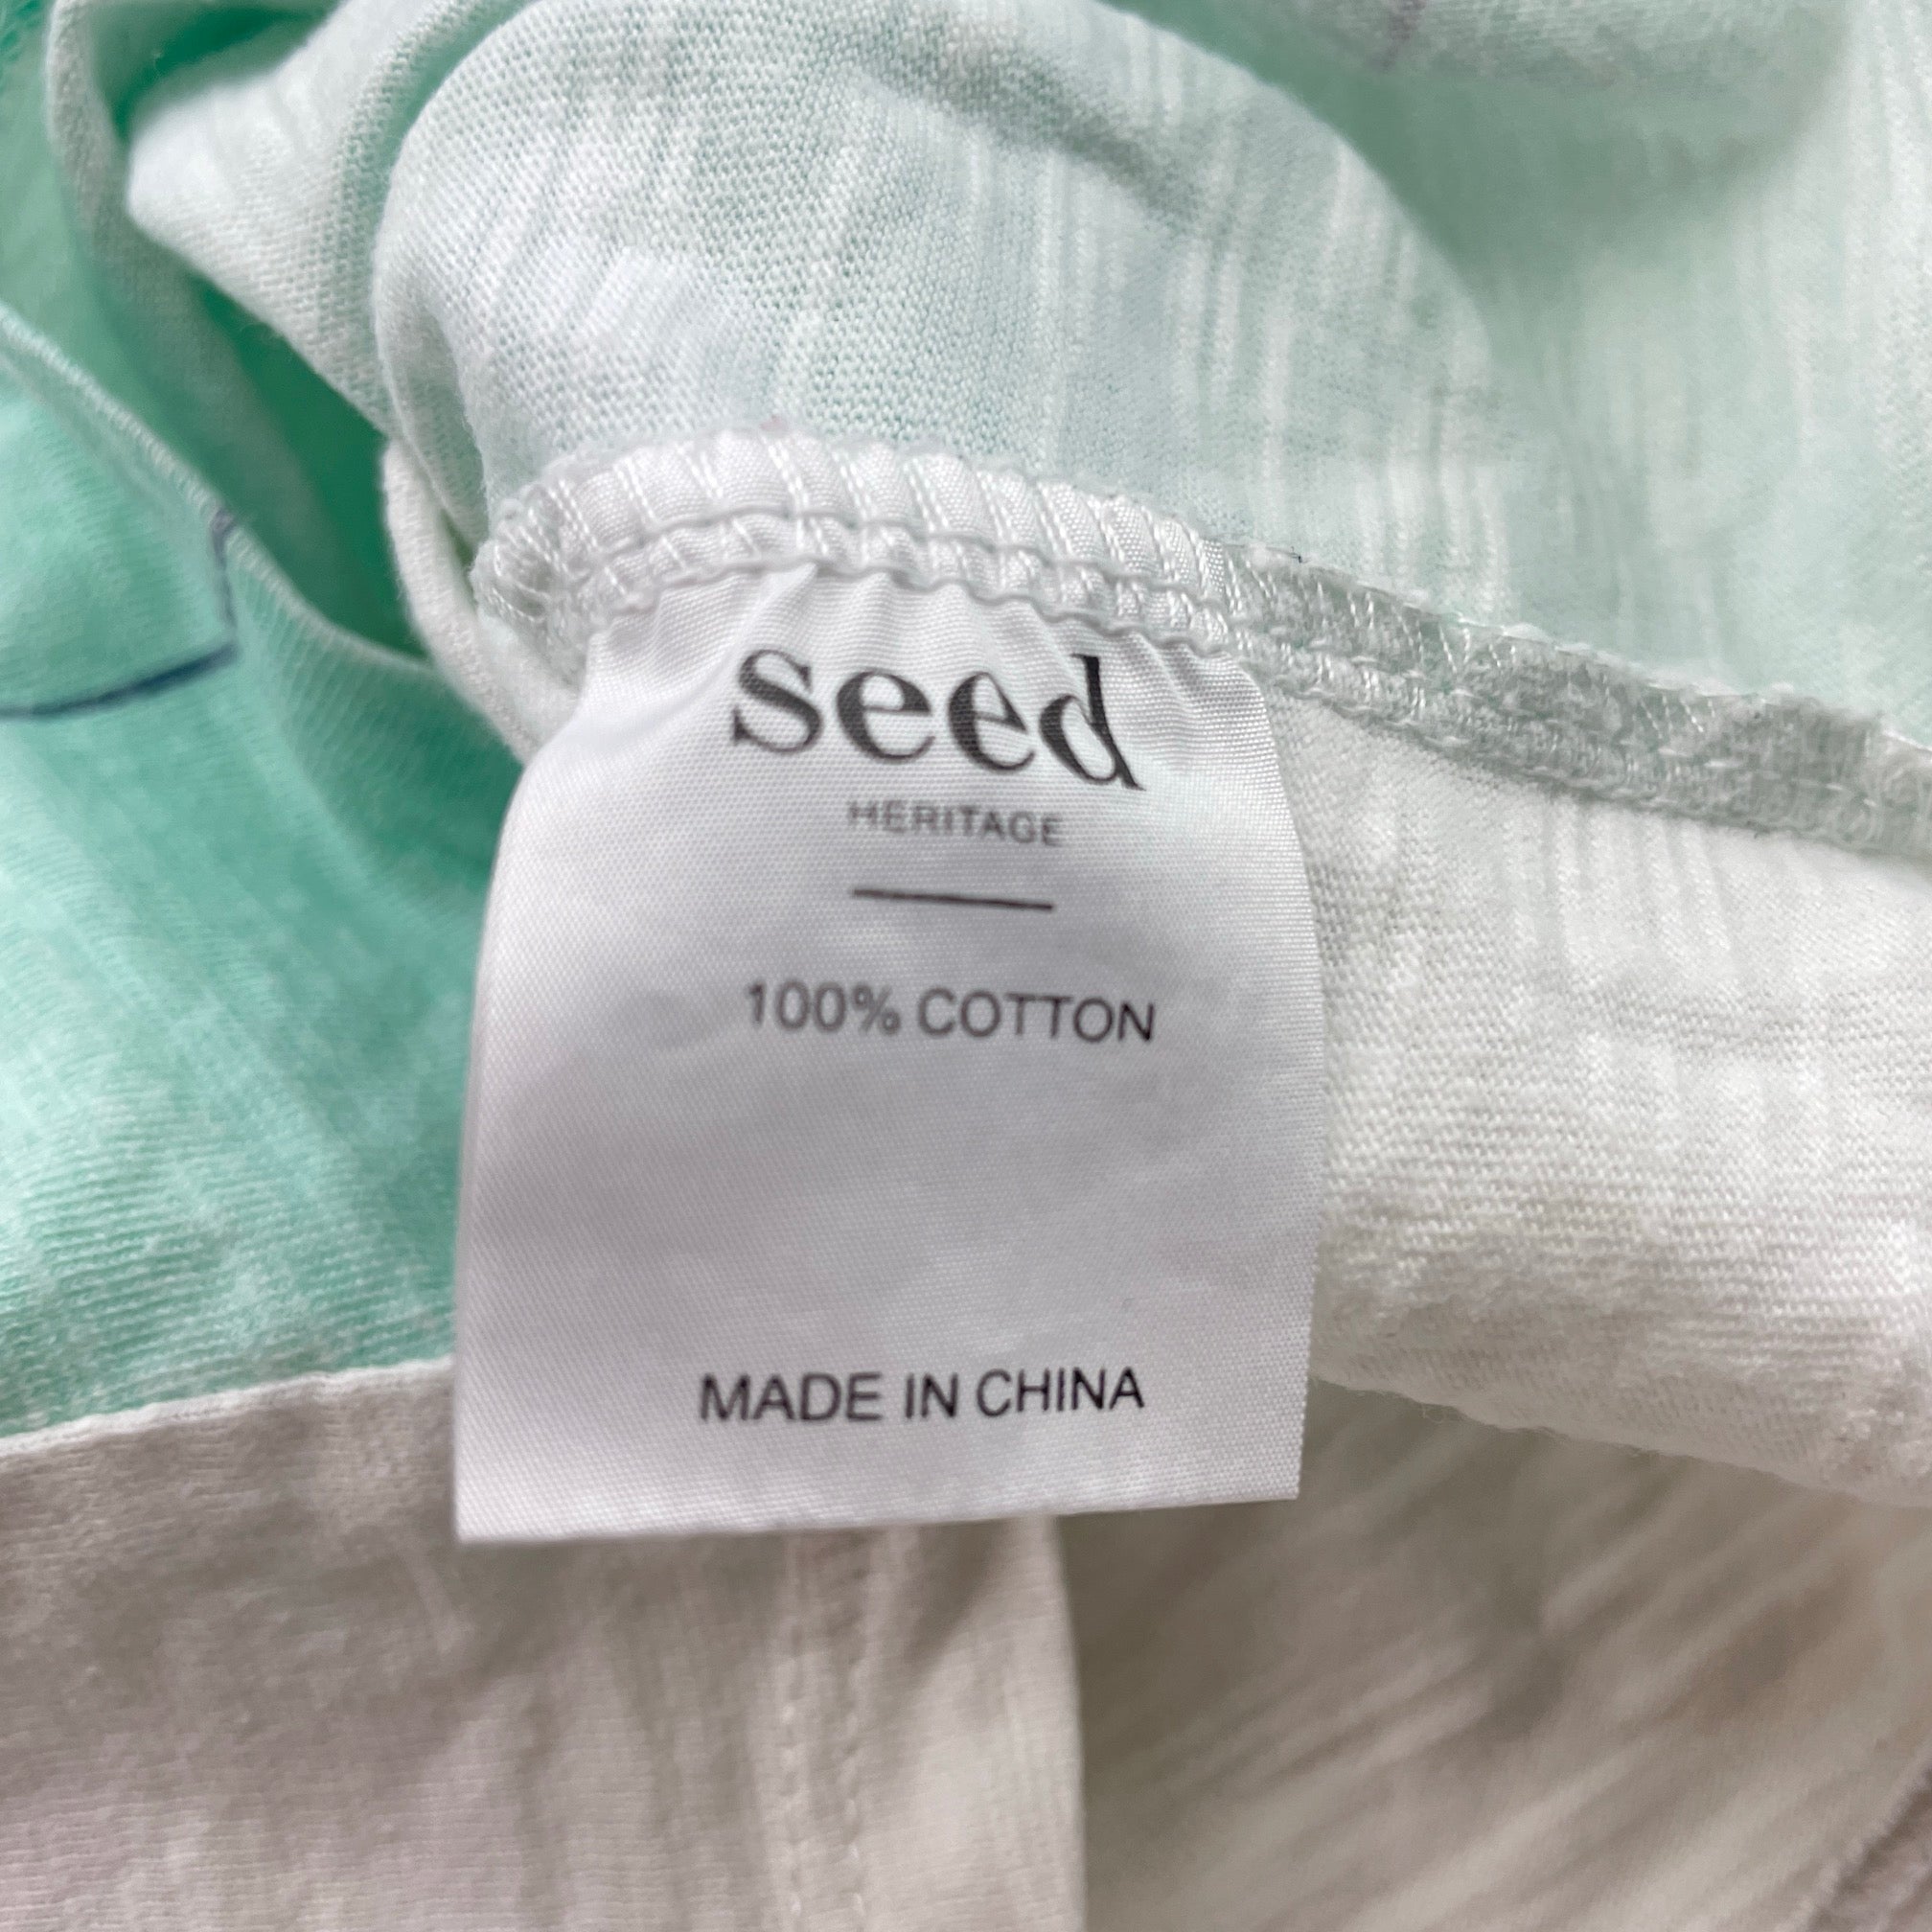 seed
HERITAGE
100% COTTON
MADE IN CHINA